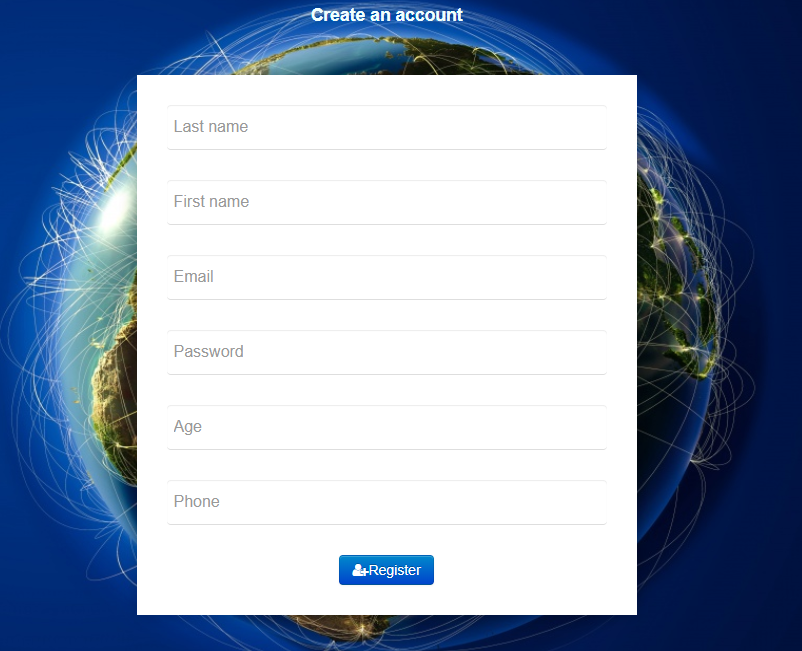 Create an account
Last name
First name
Email
Password
Age
Phone
Register